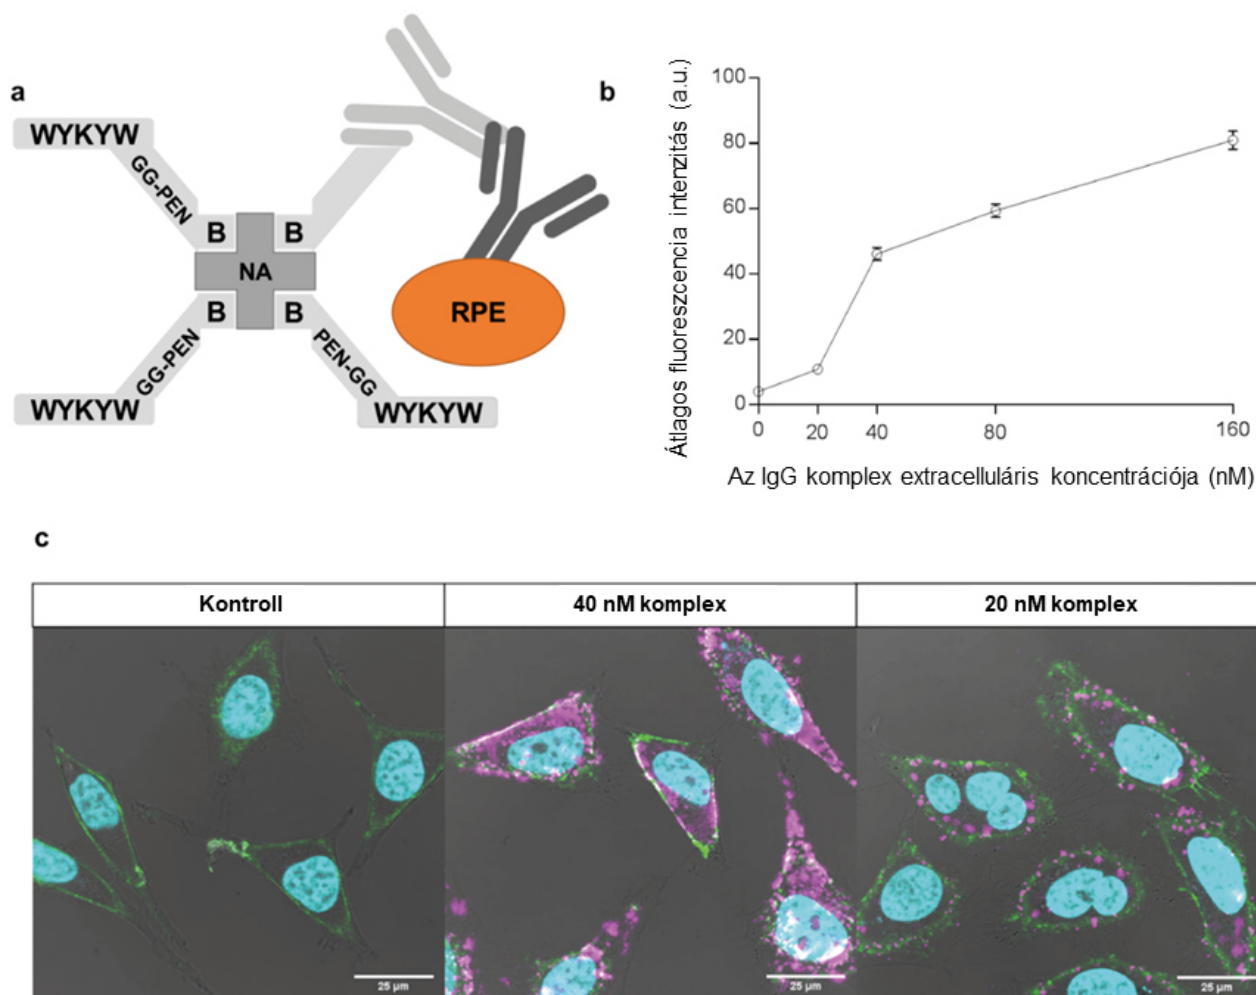 a
WYKYW
GG-PEN
B
B
NA
B
B
GG-PEN
PEN-GG
WYKYW
WYKYW
RPE
b
Átlagos fluoreszcencia intenzitás (a.u.)
100
80
60
40
20
0
0 20 40 80 160
Az IgG komplex extracelluláris koncentrációja (nM)
c
Kontroll
40 nM komplex
20 nM komplex
25 µm
25 µm
25 µm